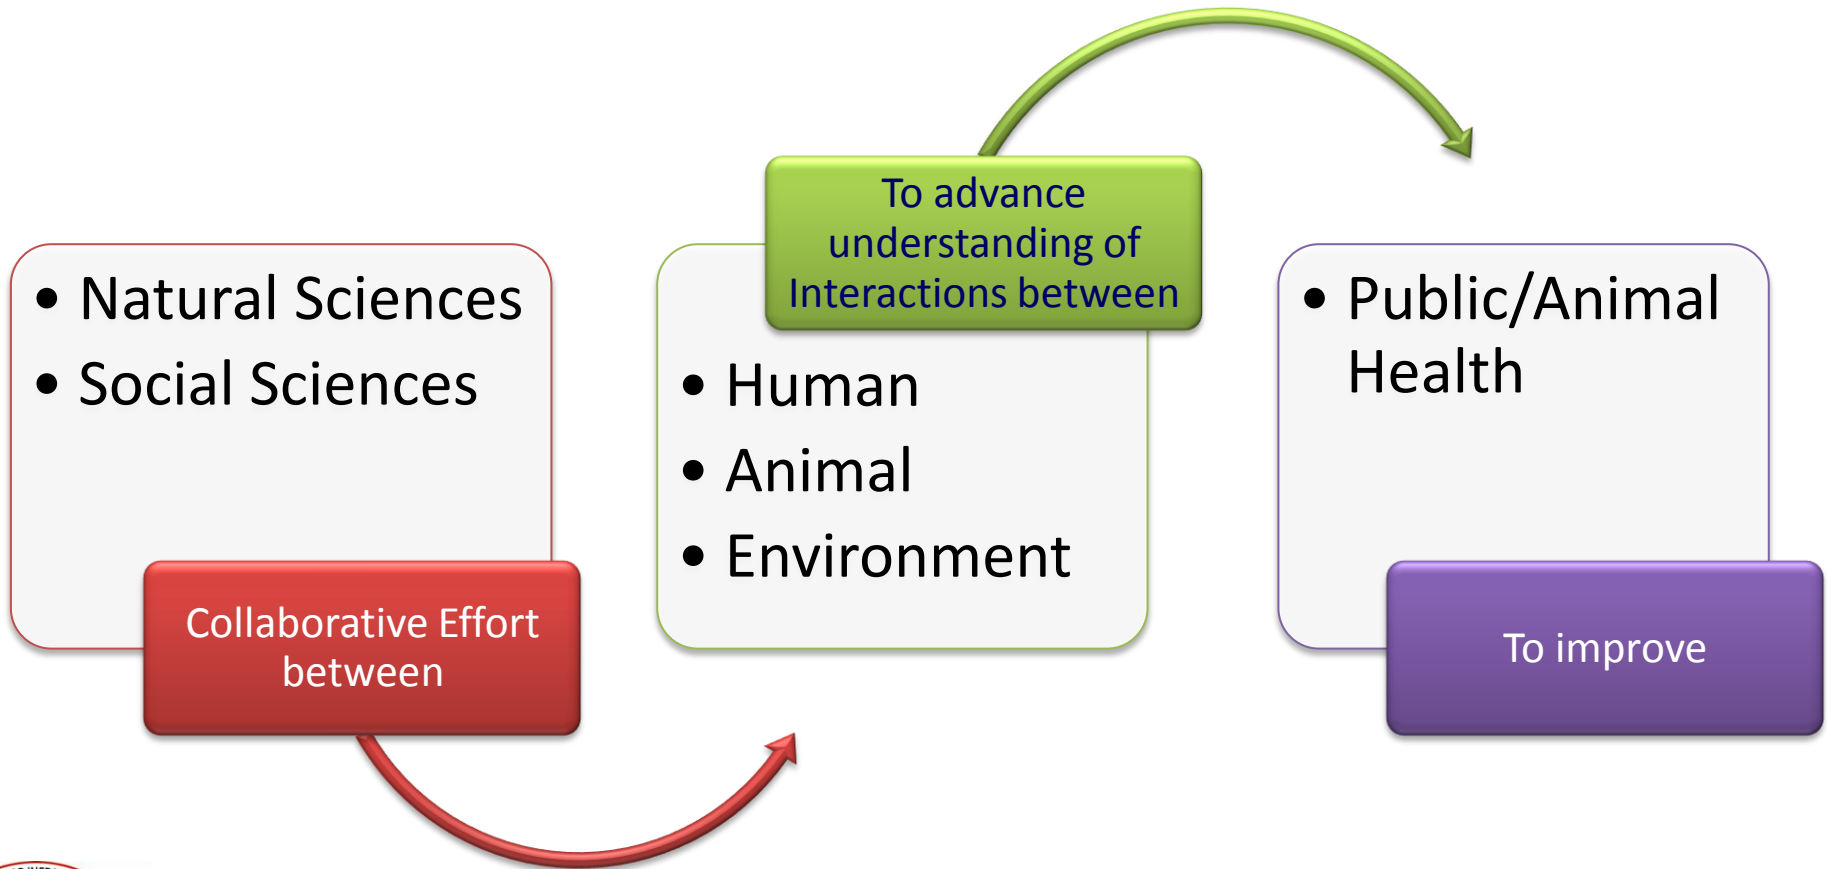 • Natural Sciences
• Social Sciences
Collaborative Effort
between
To advance
understanding of
Interactions between
• Human
• Animal
• Environment
• Public/Animal
Health
To improve